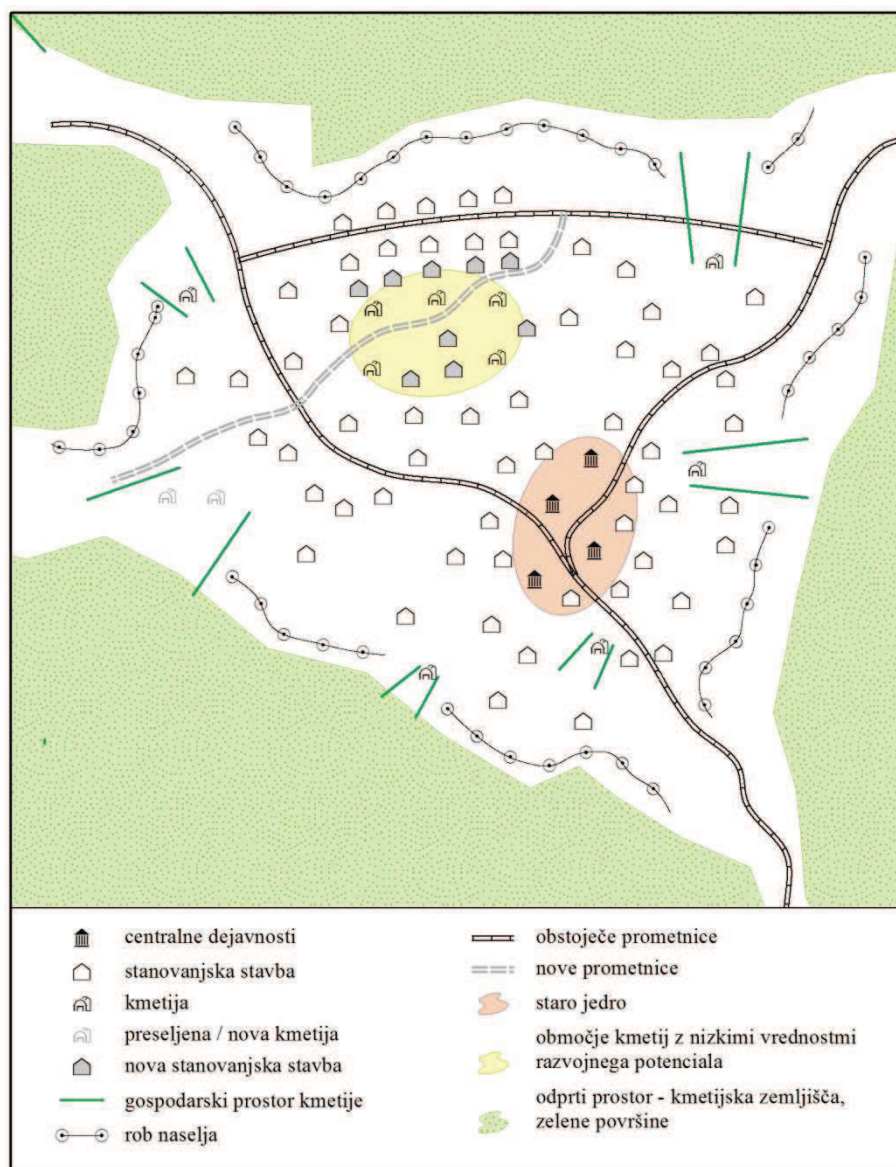 centralne dejavnosti
stanovanjska stavba
kmetija
preseljena / nova kmetija
nova stanovanjska stavba
gospodarski prostor kmetije
rob naselja
obstoječe prometnice
nove prometnice
staro jedro
območje kmetij z nizkimi vrednostmi
razvojnega potenciala
odprti prostor - kmetijska zemljišča,
zelene površine